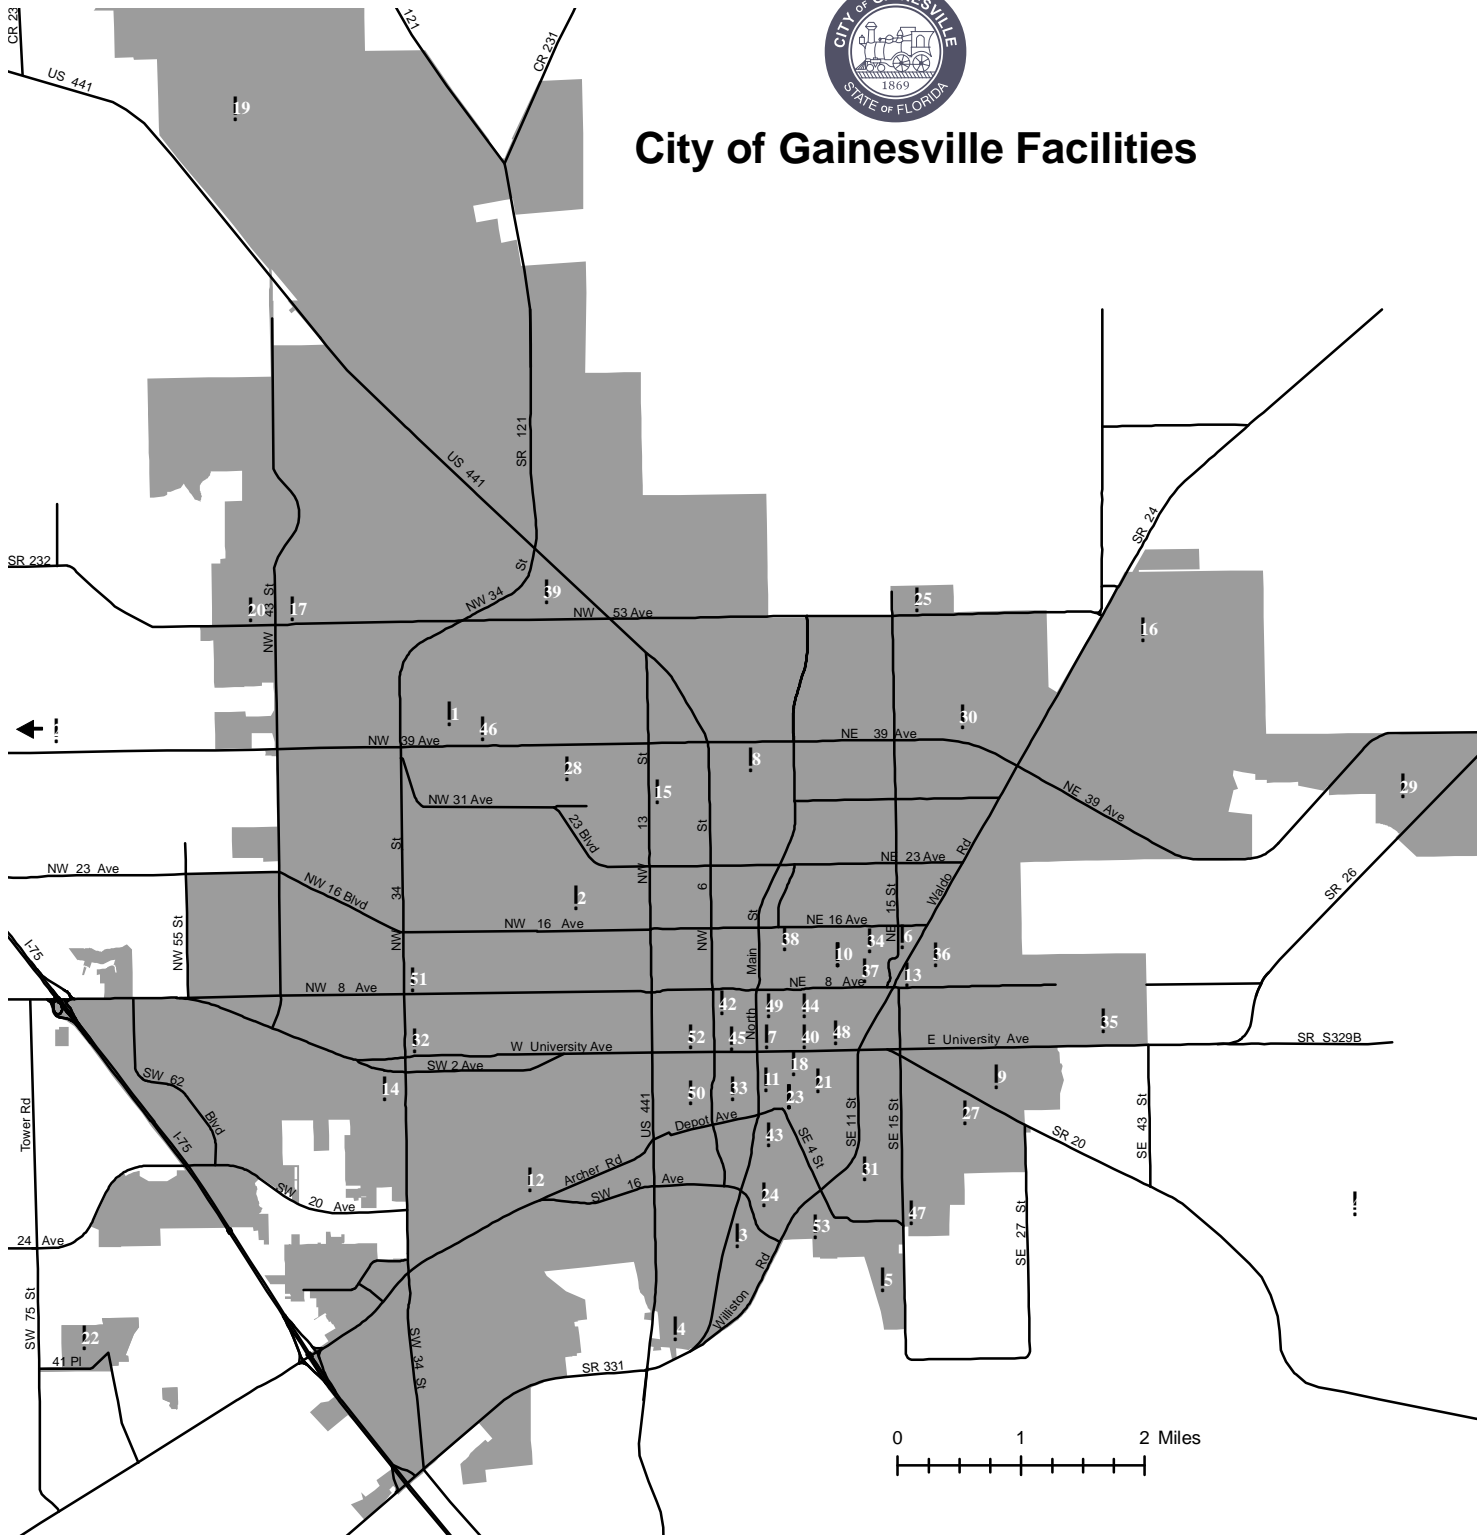 CITY OF GAINESVILLE
1869
STATE OF FLORIDA
City of Gainesville Facilities
CR 23
121
CR 231
US 441
19
SR 121
US 441
SR 24
SR 232
NW 43 St
20
17
NW 34 St
39
NW 53 Ave
25
16
1
46
NW 39 Ave
NE 39 Ave
30
28
8
15
NW 31 Ave
NE 39 Ave
29
23 Blvd
NW 13 St
NW 6 St
NW 34 St
NW 23 Ave
NW 16 Blvd
NE 23 Ave
Waldo Rd
SR 26
2
NW 16 Ave
NE 16 Ave
NE 15 St
NW 55 St
I-75
North Main St
38
10
34
6
36
37
13
51
NW 8 Ave
NE 8 Ave
42
49
44
35
32
52
45
7
40
48
W University Ave
E University Ave
SR S329B
SW 2 Ave
SW 62 Blvd
14
18
11
21
9
50
33
23
27
Tower Rd
I-75
US 441
Depot Ave
43
SE 4 St
SE 11 St
SE 15 St
SR 20
SE 43 St
12
Archer Rd
31
SW 16 Ave
24
SW 20 Ave
47
53
3
SE 27 St
24 Ave
5
Williston Rd
SW 75 St
22
41 Pl
4
SW 34 St
SR 331
0 1 2 Miles